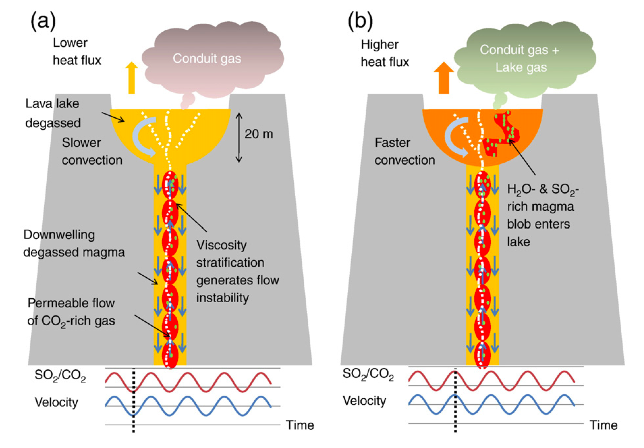 (a)
Lower
heat flux
Conduit gas
Lava lake
degassed
Slower
convection
20 m
Downwelling
degassed magma
Viscosity
stratification
generates flow
instability
Permeable flow
of CO₂-rich gas
SO₂/CO₂
Velocity
Time
(b)
Higher
heat flux
Conduit gas +
Lake gas
Faster
convection
H₂O- & SO₂-
rich magma
blob enters
lake
SO₂/CO₂
Velocity
Time